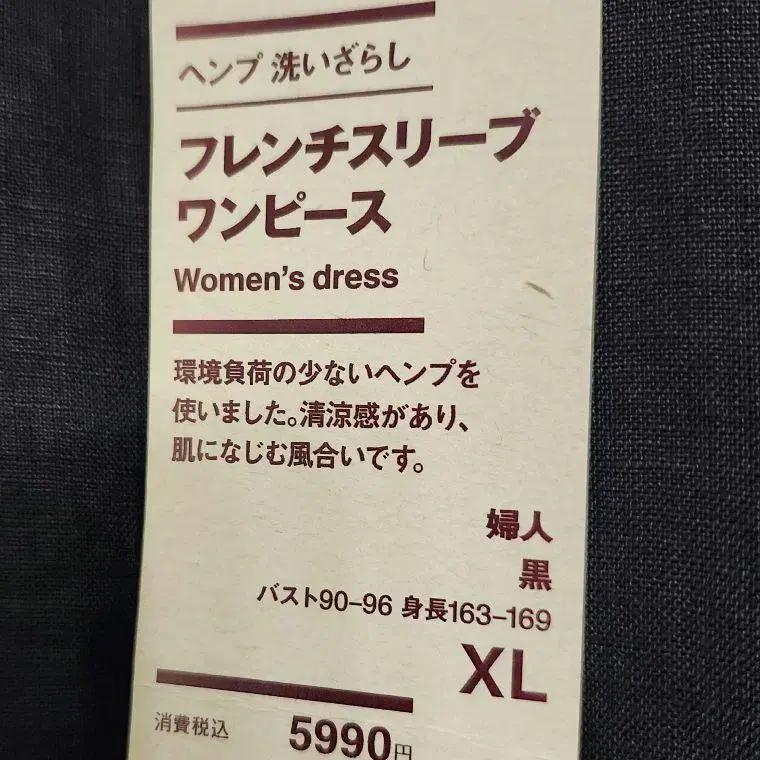 ヘンプ 洗いざらし
フレンチスリーブ
ワンピース
Women's dress
環境負荷の少ないヘンプを
使いました。清涼感があり、
肌になじむ風合いです。
婦人
黒
バスト90-96 身長163-169
XL
消費税込 5990円